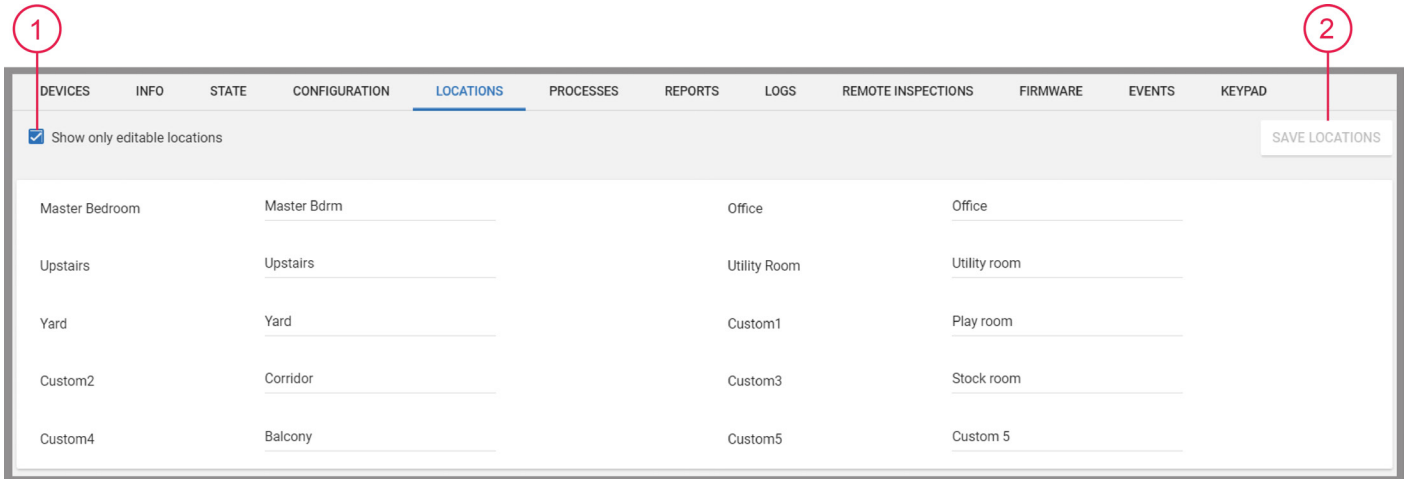 1 2
DEVICES INFO STATE CONFIGURATION LOCATIONS PROCESSES REPORTS LOGS REMOTE INSPECTIONS FIRMWARE EVENTS KEYPAD
Show only editable locations SAVE LOCATIONS
Master Bedroom Master Bdrm Office Office
Upstairs Upstairs Utility Room Utility room
Yard Yard Custom1 Play room
Custom2 Corridor Custom3 Stock room
Custom4 Balcony Custom5 Custom 5